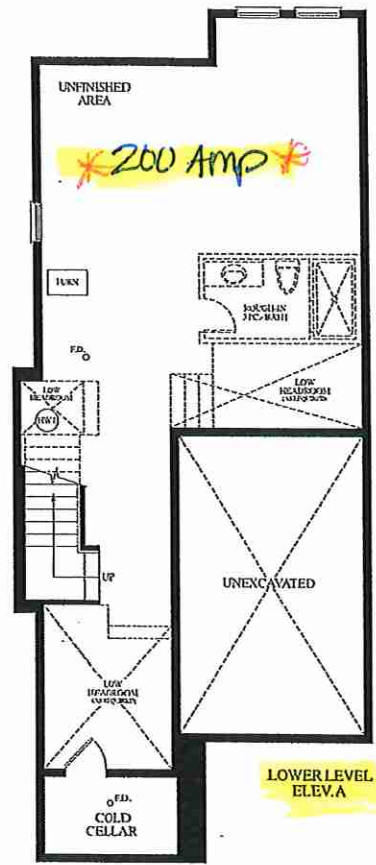 UNFINISHED
AREA
* 200 Amp *
FURN
ROUGH-IN
3 PC. BATH
F.D.
LOW
HEADROOM
HWT
LOW
HEADROOM
UP
UNEXCAVATED
LOW
HEADROOM
F.D.
COLD
CELLAR
LOWER LEVEL
ELEV. A